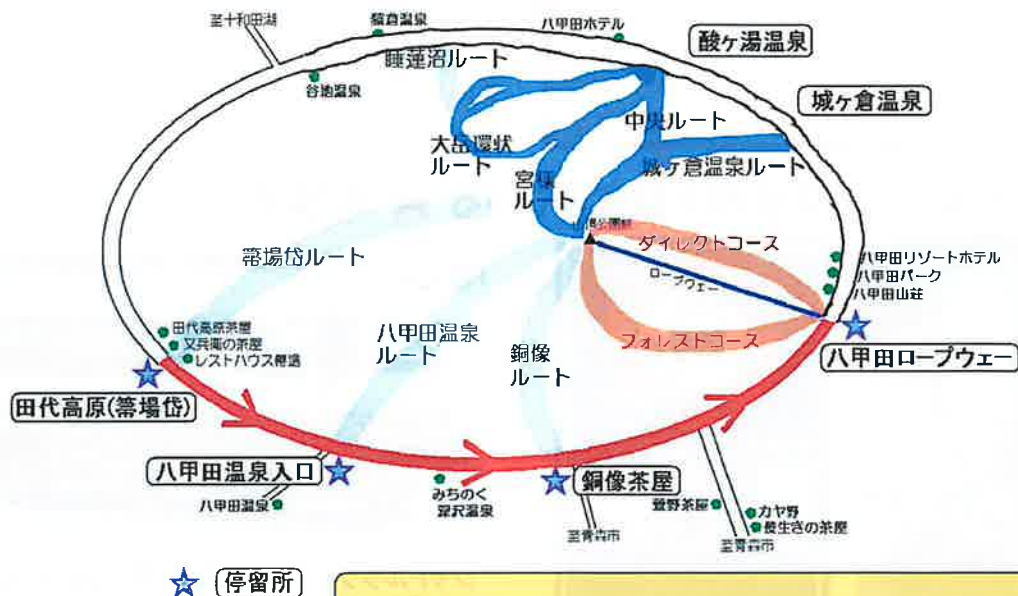 至十和田湖
猿倉温泉
八甲田ホテル
酸ヶ湯温泉
睡蓮沼ルート
谷地温泉
城ヶ倉温泉
中央ルート
大岳環状
ルート
城ヶ倉温泉ルート
宮様
ルート
山頂公園駅
ダイレクトコース
箒場岱ルート
ロープウェー
八甲田リゾートホテル
八甲田パーク
八甲田山荘
八甲田温泉
ルート
銅像
ルート
フォレストコース
田代高原茶屋
又兵衛の茶屋
レストハウス箒場
八甲田ロープウェー
田代高原(箒場岱)
八甲田温泉入口
銅像茶屋
八甲田温泉
みちのく
深沢温泉
萱野茶屋
カヤ野
長生きの茶屋
至青森市
至青森市
停留所